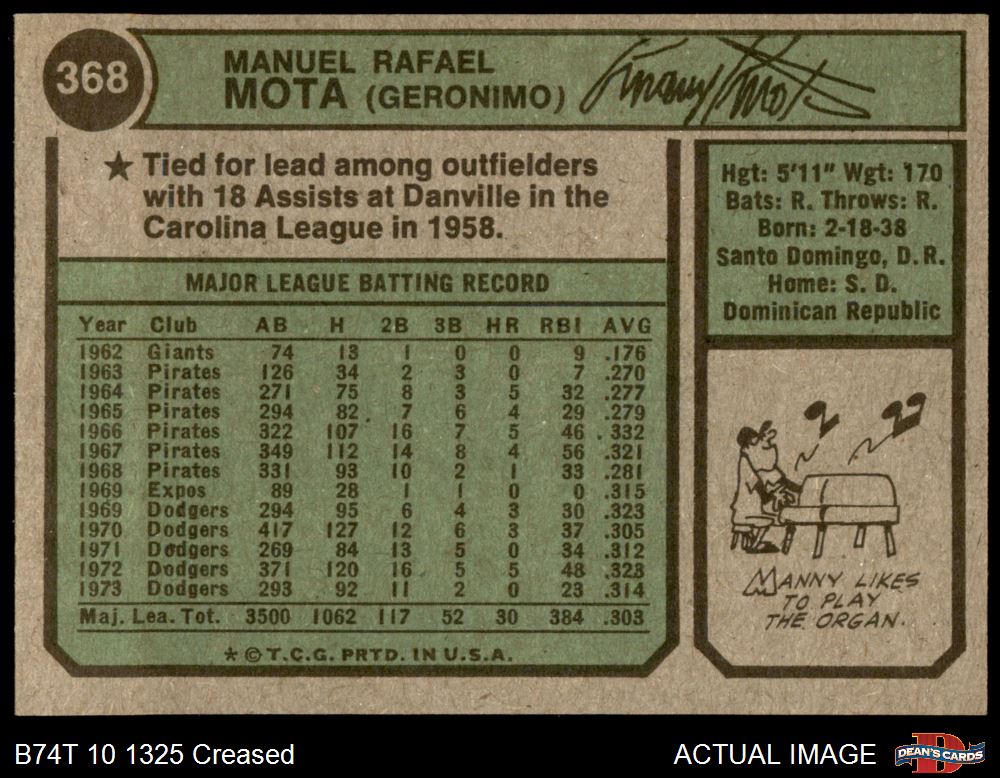 368
MANUEL RAFAEL
MOTA (GERONIMO)
Manny Mota
★ Tied for lead among outfielders
with 18 Assists at Danville in the
Carolina League in 1958.
Hgt: 5'11" Wgt: 170
Bats: R. Throws: R.
Born: 2-18-38
Santo Domingo, D.R.
Home: S. D.
Dominican Republic
MAJOR LEAGUE BATTING RECORD
Year Club AB H 2B 3B HR RBI AVG
1962 Giants 74 13 1 0 0 9 .176
1963 Pirates 126 34 2 3 0 7 .270
1964 Pirates 271 75 8 3 5 32 .277
1965 Pirates 294 82 7 6 4 29 .279
1966 Pirates 322 107 16 7 5 46 .332
1967 Pirates 349 112 14 8 4 56 .321
1968 Pirates 331 93 10 2 1 33 .281
1969 Expos 89 28 1 1 0 0 .315
1969 Dodgers 294 95 6 4 3 30 .323
1970 Dodgers 417 127 12 6 3 37 .305
1971 Dodgers 269 84 13 5 0 34 .312
1972 Dodgers 371 120 16 5 5 48 .323
1973 Dodgers 293 92 11 2 0 23 .314
Maj. Lea. Tot. 3500 1062 117 52 30 384 .303
★ © T.C.G. PRTD. IN U.S.A.
MANNY LIKES
TO PLAY
THE ORGAN.
B74T 10 1325 Creased
ACTUAL IMAGE
DEAN'S CARDS